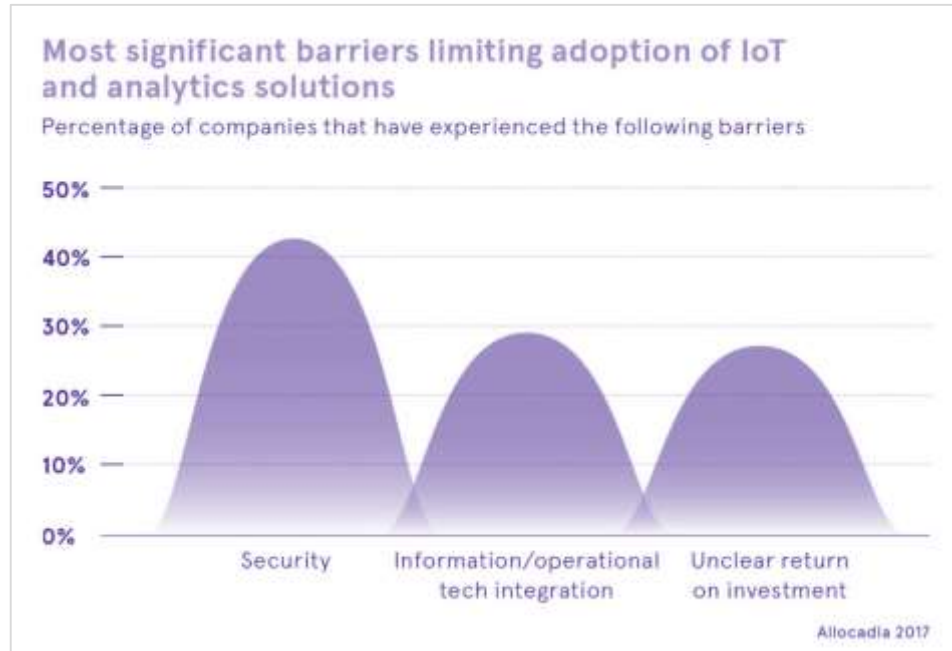 Most significant barriers limiting adoption of IoT
and analytics solutions
Percentage of companies that have experienced the following barriers
50%
40%
30%
20%
10%
0%
Security
Information/operational
tech integration
Unclear return
on investment
Allocadia 2017